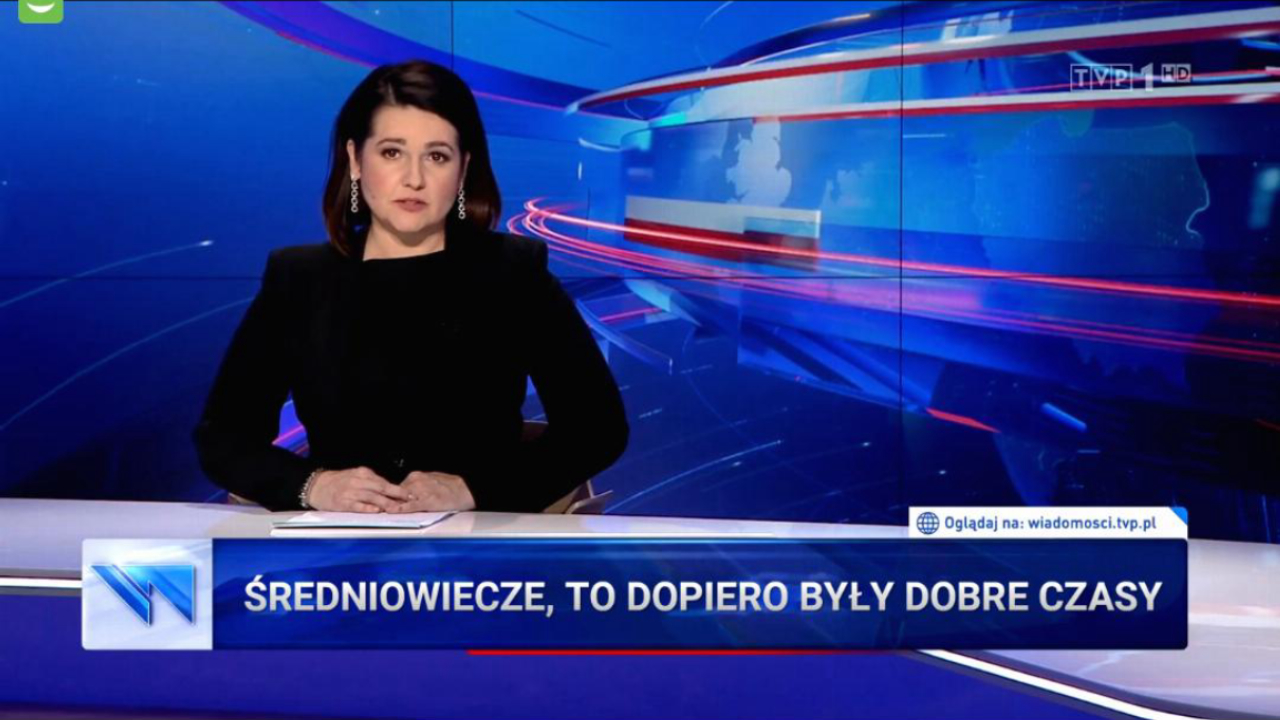 TVP1 HD
Oglądaj na: wiadomosci.tvp.pl
ŚREDNIOWIECZE, TO DOPIERO BYŁY DOBRE CZASY